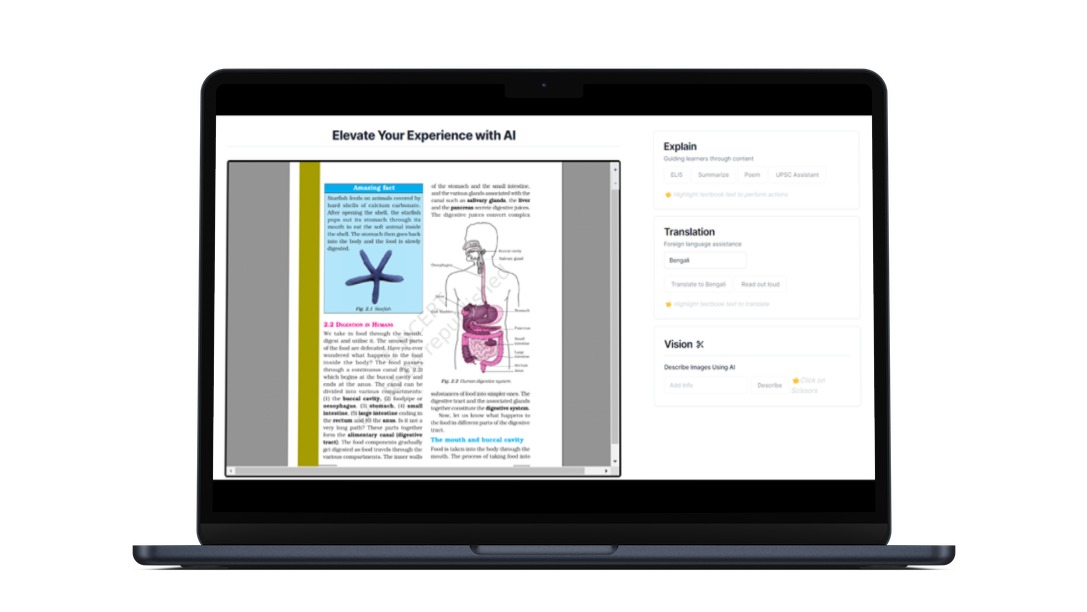 Elevate Your Experience with AI
Amazing fact
Starfish feeds on animals covered by
hard shells of calcium carbonate.
After opening the shell, the starfish
pops out its stomach through its
mouth to eat the soft animal inside
the shell. The stomach then goes back
into the body and the food is slowly
digested.
Fig. 2.1 Starfish
2.2 DIGESTION IN HUMANS
We take in food through the mouth,
digest and utilise it. The unused parts
of the food are defecated. Have you ever
wondered what happens to the food
inside the body? The food passes
through a continuous canal (Fig. 2.2)
which begins at the buccal cavity and
ends at the anus. The canal can be
divided into various compartments:
(1) the buccal cavity, (2) foodpipe or
oesophagus, (3) stomach, (4) small
intestine, (5) large intestine ending in
the rectum and (6) the anus. Is it not a
very long path? These parts together
form the alimentary canal (digestive
tract). The food components gradually
get digested as food travels through the
various compartments. The inner walls
of the stomach and the small intestine,
and the various glands associated with the
canal such as salivary glands, the liver
and the pancreas secrete digestive juices.
The digestive juices convert complex
Buccal cavity
Salivary gland
Oesophagus
Liver
Gall bladder
Stomach
Pancreas
Small
intestine
Large
intestine
Rectum
Anus
republished
Fig. 2.2 Human digestive system
substances of food into simpler ones. The
digestive tract and the associated glands
together constitute the digestive system.
Now, let us know what happens to
the food in different parts of the digestive
tract.
The mouth and buccal cavity
Food is taken into the body through the
mouth. The process of taking food into
Explain
Guiding learners through content
ELI5 Summarize Poem UPSC Assistant
Highlight textbook text to perform actions
Translation
Foreign language assistance
Bengali
Translate to Bengali Read out loud
Highlight textbook text to translate
Vision
Describe Images Using AI
Add Info Describe Click on
Scissors